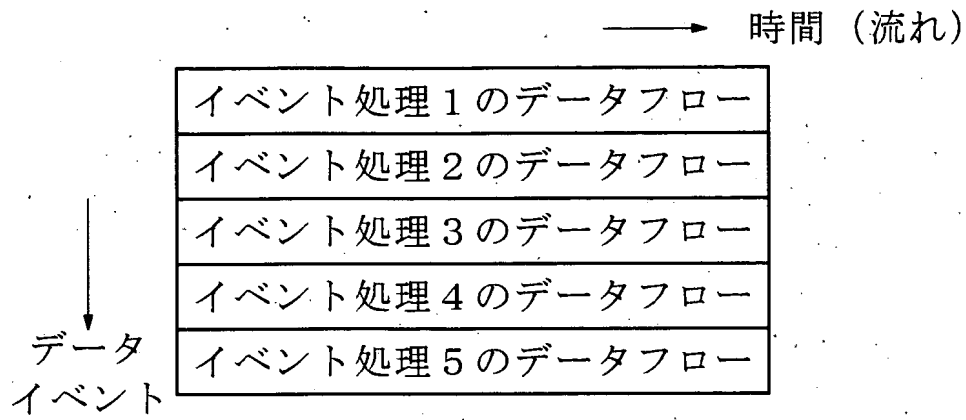 時間（流れ）
イベント処理1のデータフロー
イベント処理2のデータフロー
イベント処理3のデータフロー
イベント処理4のデータフロー
イベント処理5のデータフロー
データ
イベント